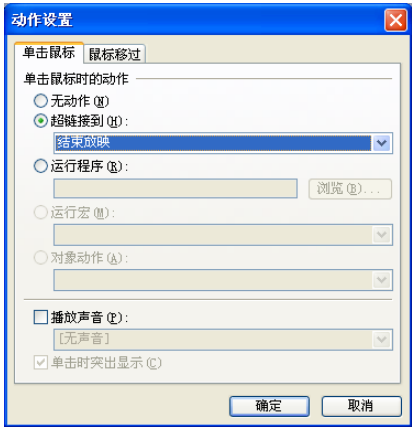 动作设置
单击鼠标 鼠标移过
单击鼠标时的动作
无动作(N)
超链接到(H):
结束放映
运行程序(R):
浏览(B)...
运行宏(M):
对象动作(A):
播放声音(P):
[无声音]
单击时突出显示(C)
确定 取消